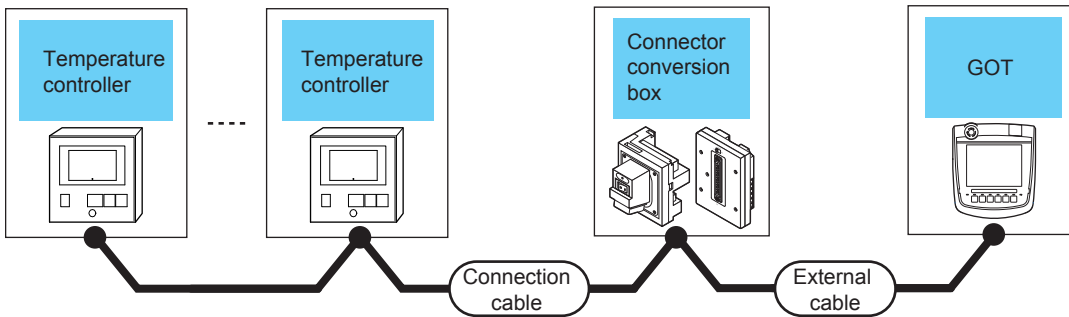 Temperature
controller
Temperature
controller
Connector
conversion
box
GOT
Connection
cable
External
cable